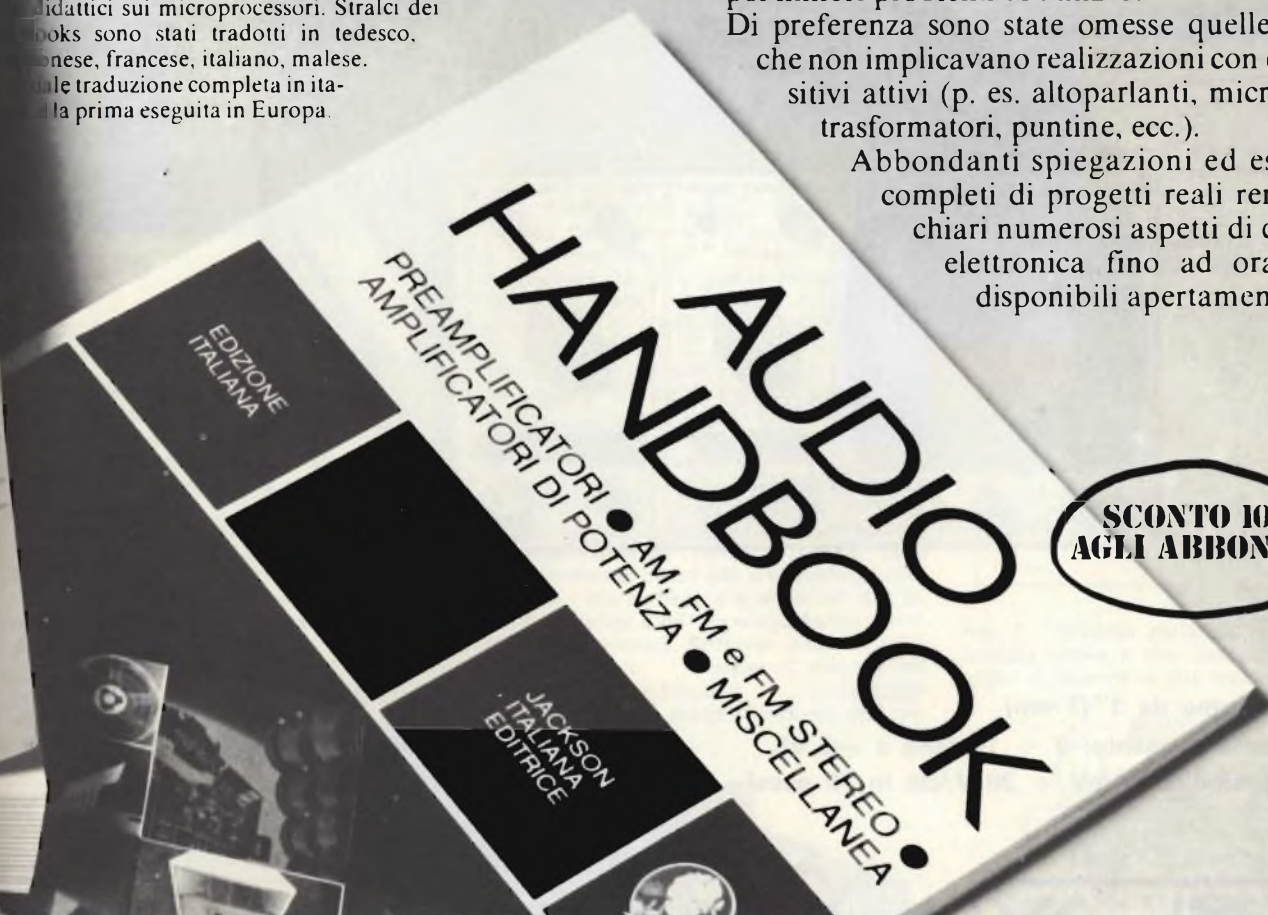 didattici sui microprocessori. Stralci dei
sono stati tradotti in tedesco,
francese, italiano, malese.
traduzione completa in ita-
la prima eseguita in Europa.
Di preferenza sono state omesse quelle
che non implicavano realizzazioni con
sitivi attivi (p. es. altoparlanti, micr
trasformatori, puntine, ecc.).
Abbondanti spiegazioni ed es
completi di progetti reali ren
chiari numerosi aspetti di
elettronica fino ad ora
disponibili apertamen
AUDIO
HANDBOOK
PREAMPLIFICATORI ● AM, FM e FM STEREO ●
AMPLIFICATORI DI POTENZA ● MISCELLANEA
EDIZIONE
ITALIANA
JACKSON
ITALIANA
EDITRICE
SCONTO 10
AGLI ABBON